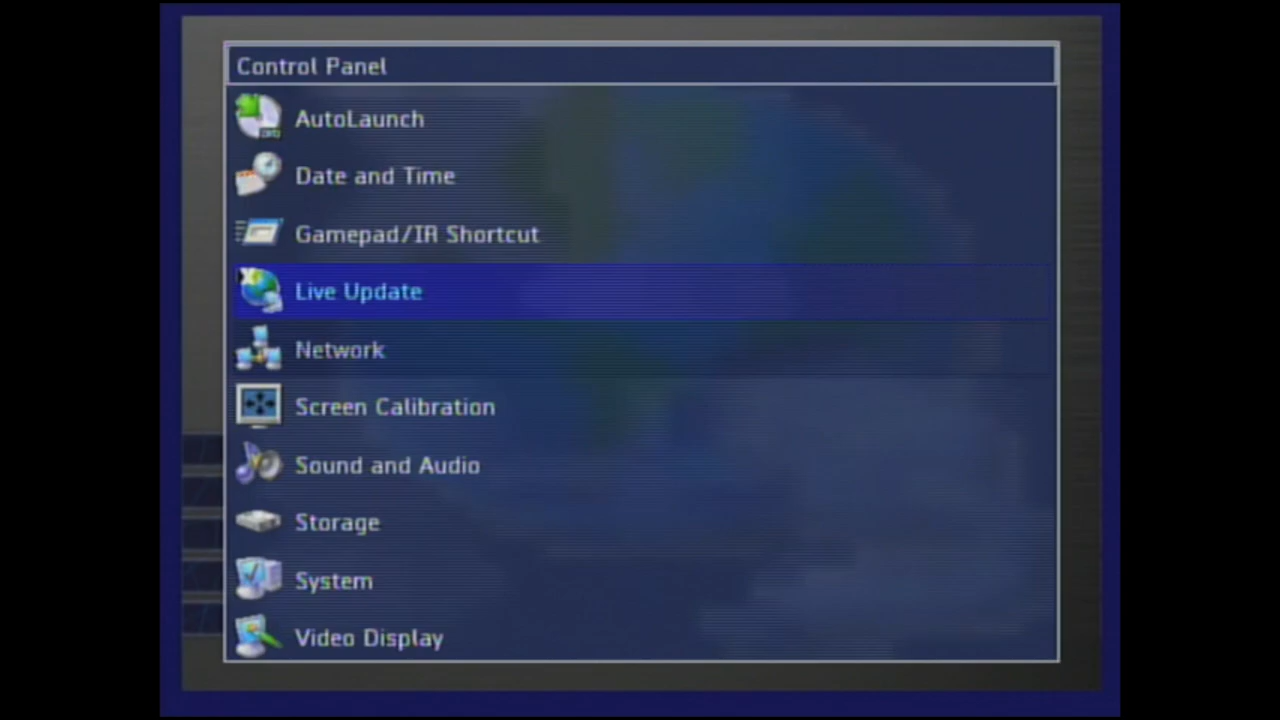 Control Panel
AutoLaunch
Date and Time
Gamepad/IR Shortcut
Live Update
Network
Screen Calibration
Sound and Audio
Storage
System
Video Display